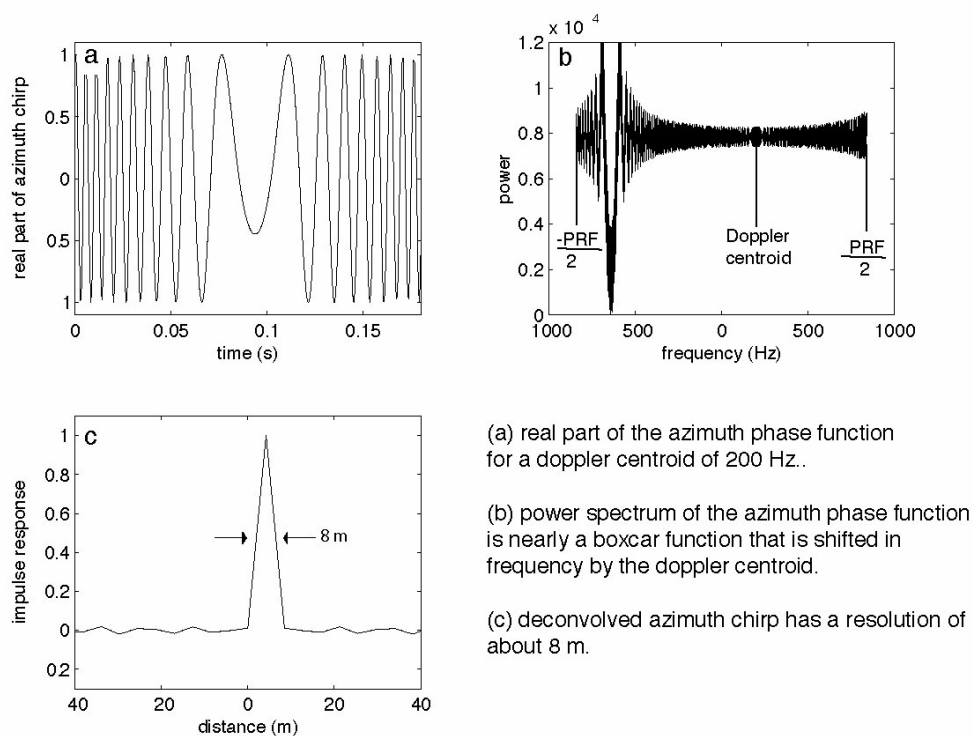 a
1
0.5
0
0.5
1
real part of azimuth chirp
0
0.05
0.1
0.15
time (s)
x 10 4
b
1.2
1
0.8
0.6
0.4
0.2
0
power
-PRF
2
Doppler
centroid
-PRF
2
1000
500
0
500
1000
frequency (Hz)
c
1
0.8
0.6
0.4
0.2
0
0.2
impulse response
8 m
40
20
0
20
40
distance (m)
(a) real part of the azimuth phase function
for a doppler centroid of 200 Hz..
(b) power spectrum of the azimuth phase function
is nearly a boxcar function that is shifted in
frequency by the doppler centroid.
(c) deconvolved azimuth chirp has a resolution of
about 8 m.